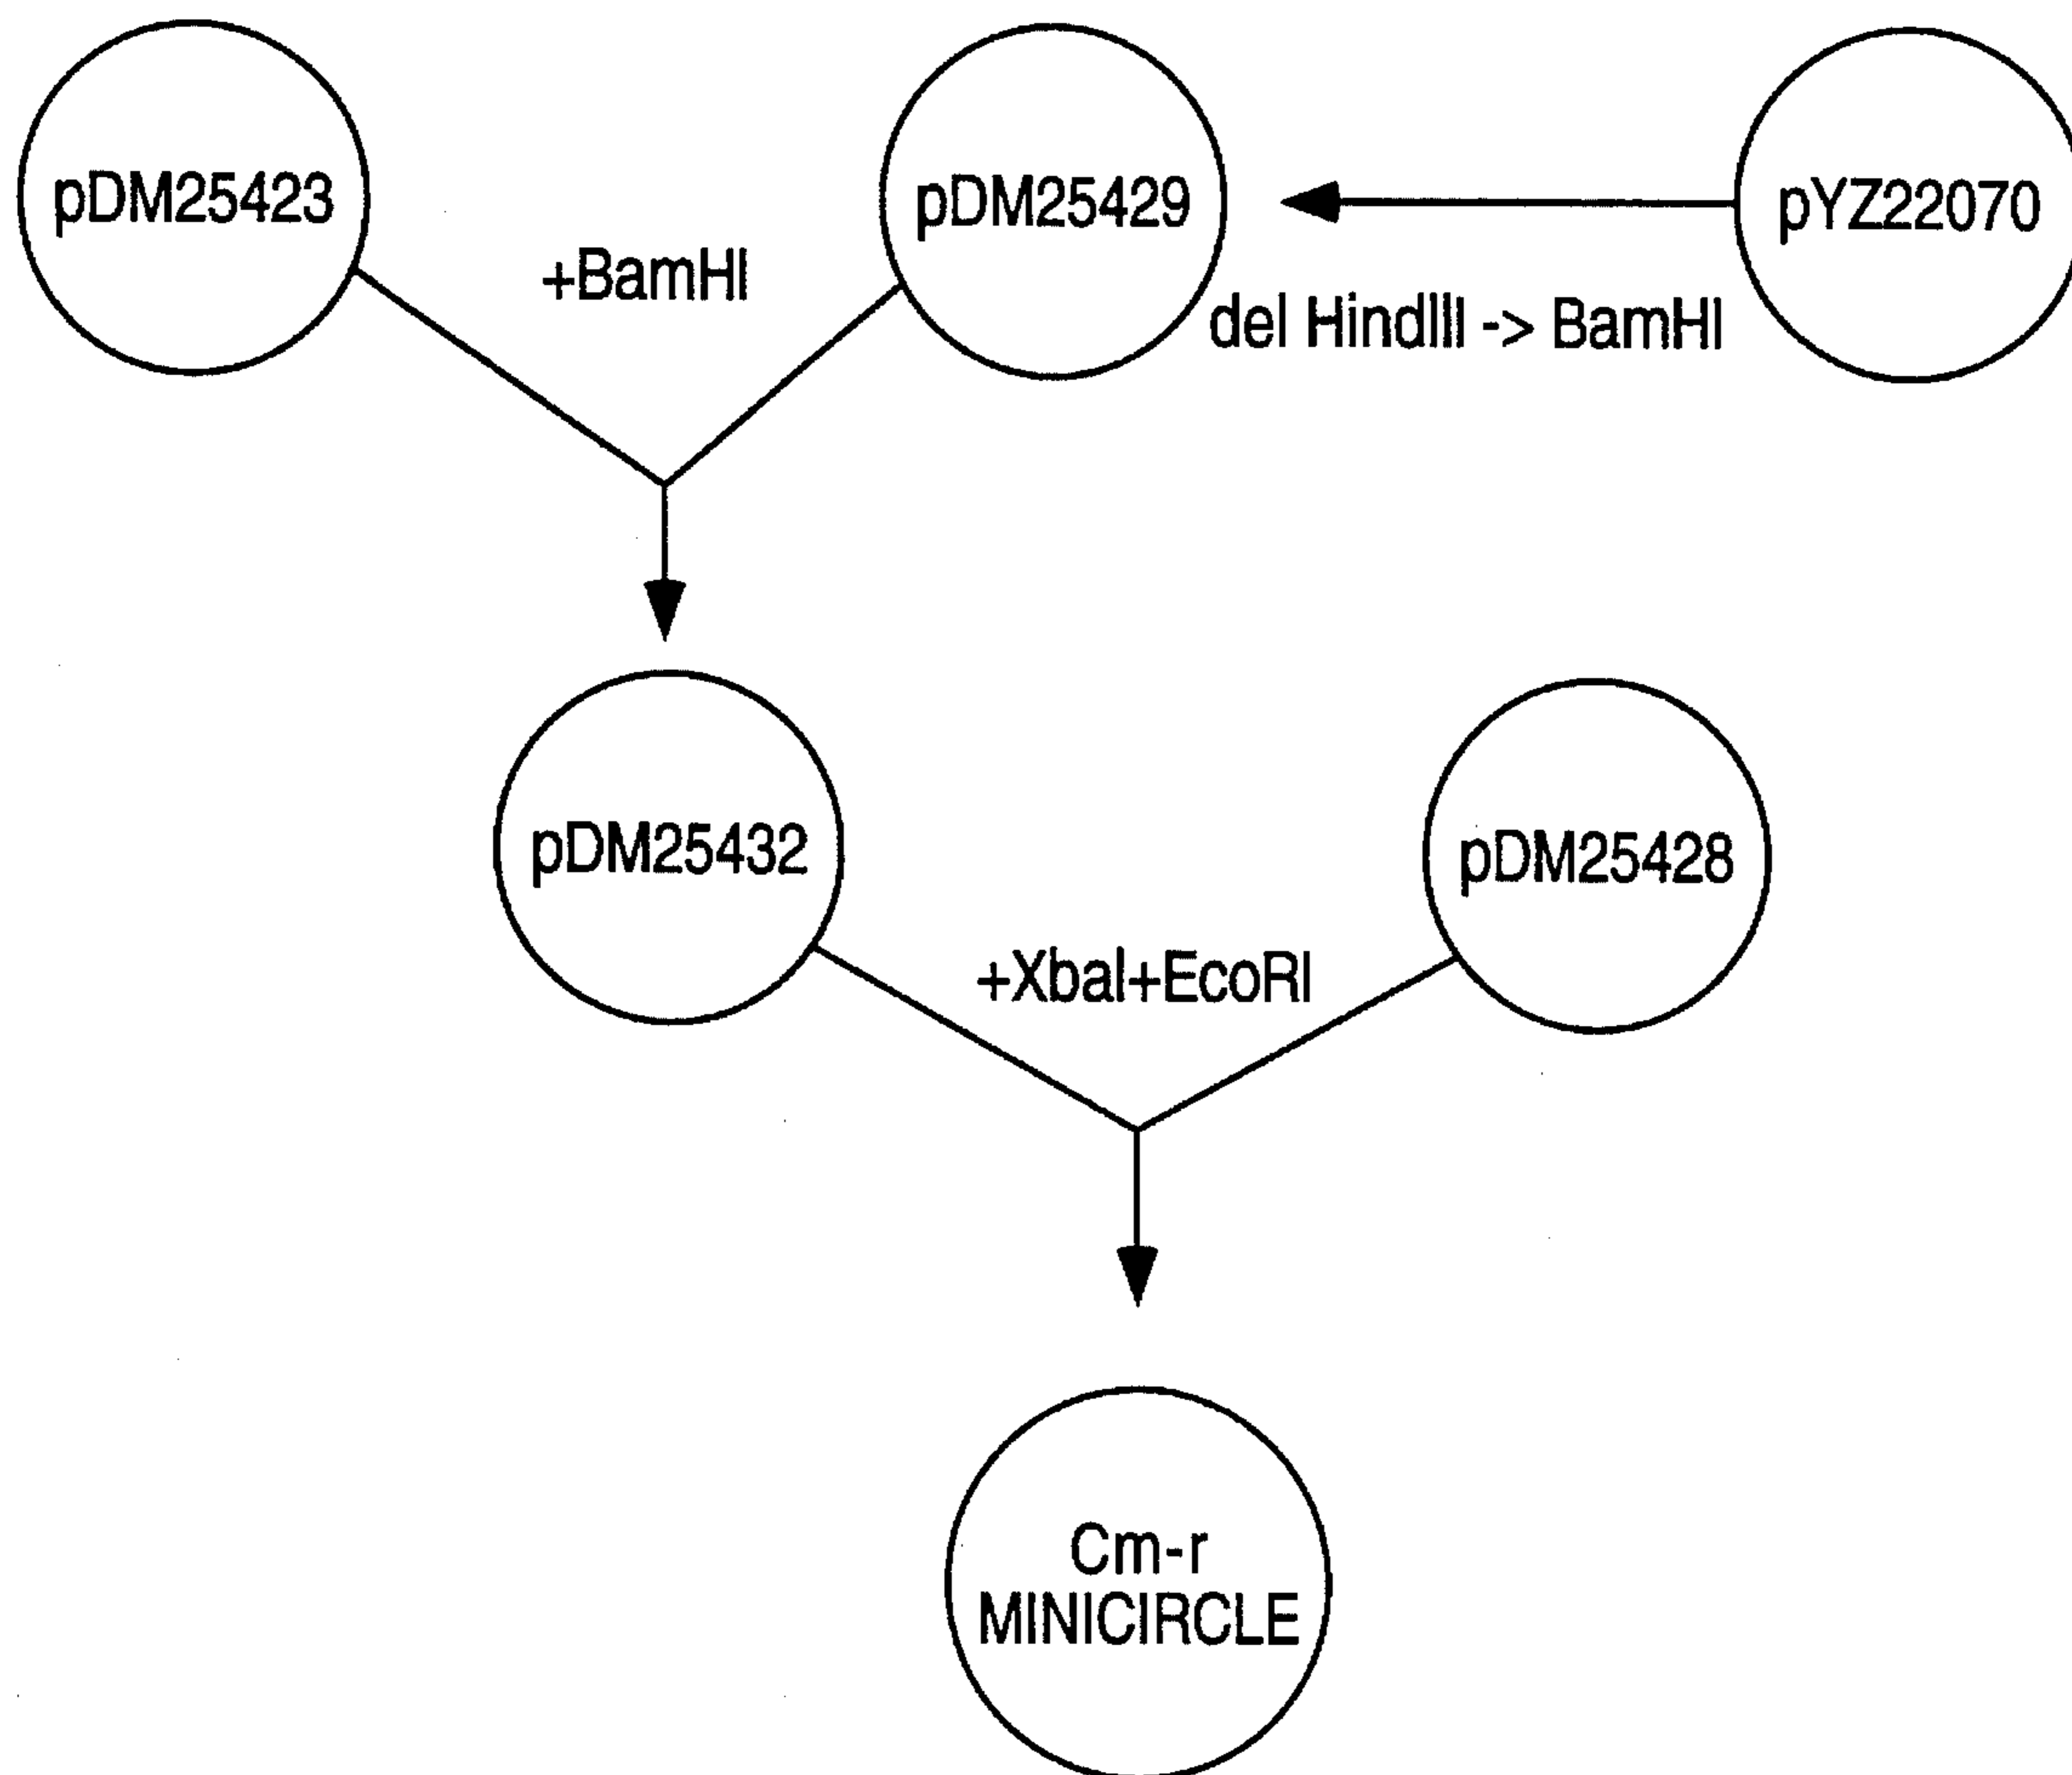 pDM25423
pDM25429
pYZ22070
+BamHI
del HindIII -> BamHI
pDM25432
pDM25428
+XbaI+EcoRI
Cm-r
MINICIRCLE